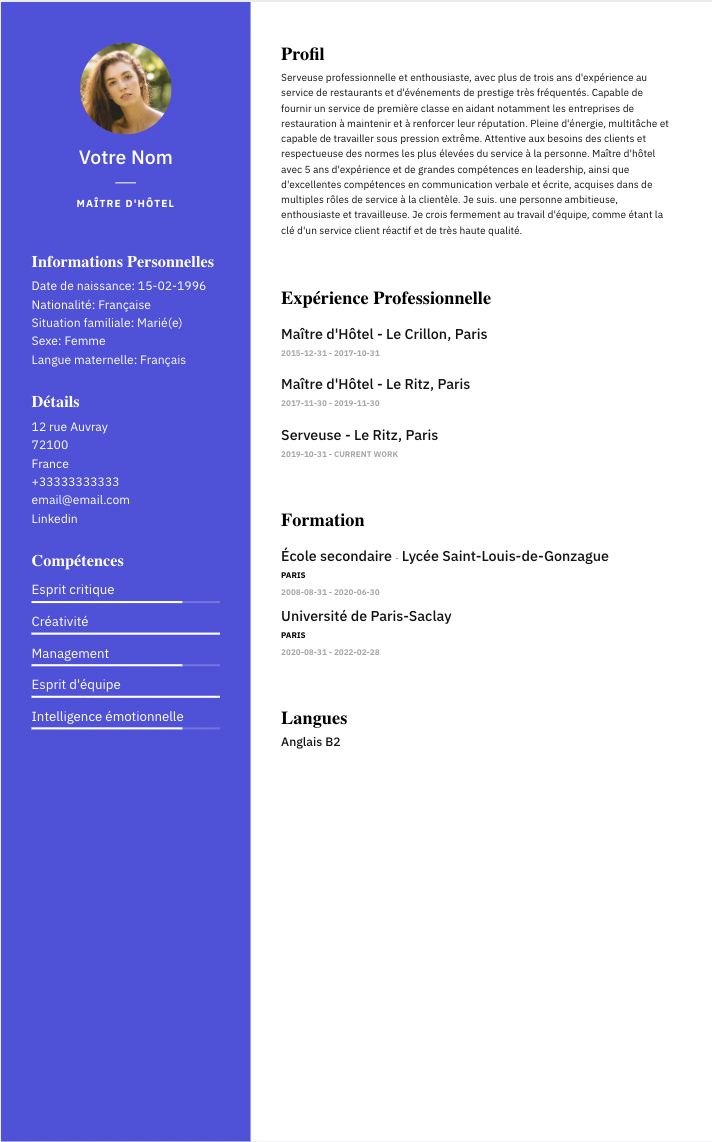 Votre Nom
MAÎTRE D'HÔTEL
Informations Personnelles
Date de naissance: 15-02-1996
Nationalité: Française
Situation familiale: Marié(e)
Sexe: Femme
Langue maternelle: Français
Détails
12 rue Auvray
72100
France
+33333333333
email@email.com
Linkedin
Compétences
Esprit critique
Créativité
Management
Esprit d'équipe
Intelligence émotionnelle
Profil
Serveuse professionnelle et enthousiaste, avec plus de trois ans d'expérience au
service de restaurants et d'événements de prestige très fréquentés. Capable de
fournir un service de première classe en aidant notamment les entreprises de
restauration à maintenir et à renforcer leur réputation. Pleine d'énergie, multitâche et
capable de travailler sous pression extrême. Attentive aux besoins des clients et
respectueuse des normes les plus élevées du service à la personne. Maître d'hôtel
avec 5 ans d'expérience et de grandes compétences en leadership, ainsi que
d'excellentes compétences en communication verbale et écrite, acquises dans de
multiples rôles de service à la clientèle. Je suis. une personne ambitieuse,
enthousiaste et travailleuse. Je crois fermement au travail d'équipe, comme étant la
clé d'un service client réactif et de très haute qualité.
Expérience Professionnelle
Maître d'Hôtel - Le Crillon, Paris
2015-12-31 - 2017-10-31
Maître d'Hôtel - Le Ritz, Paris
2017-11-30 - 2019-11-30
Serveuse - Le Ritz, Paris
2019-10-31 - CURRENT WORK
Formation
École secondaire - Lycée Saint-Louis-de-Gonzague
PARIS
2008-08-31 - 2020-06-30
Université de Paris-Saclay
PARIS
2020-08-31 - 2022-02-28
Langues
Anglais B2